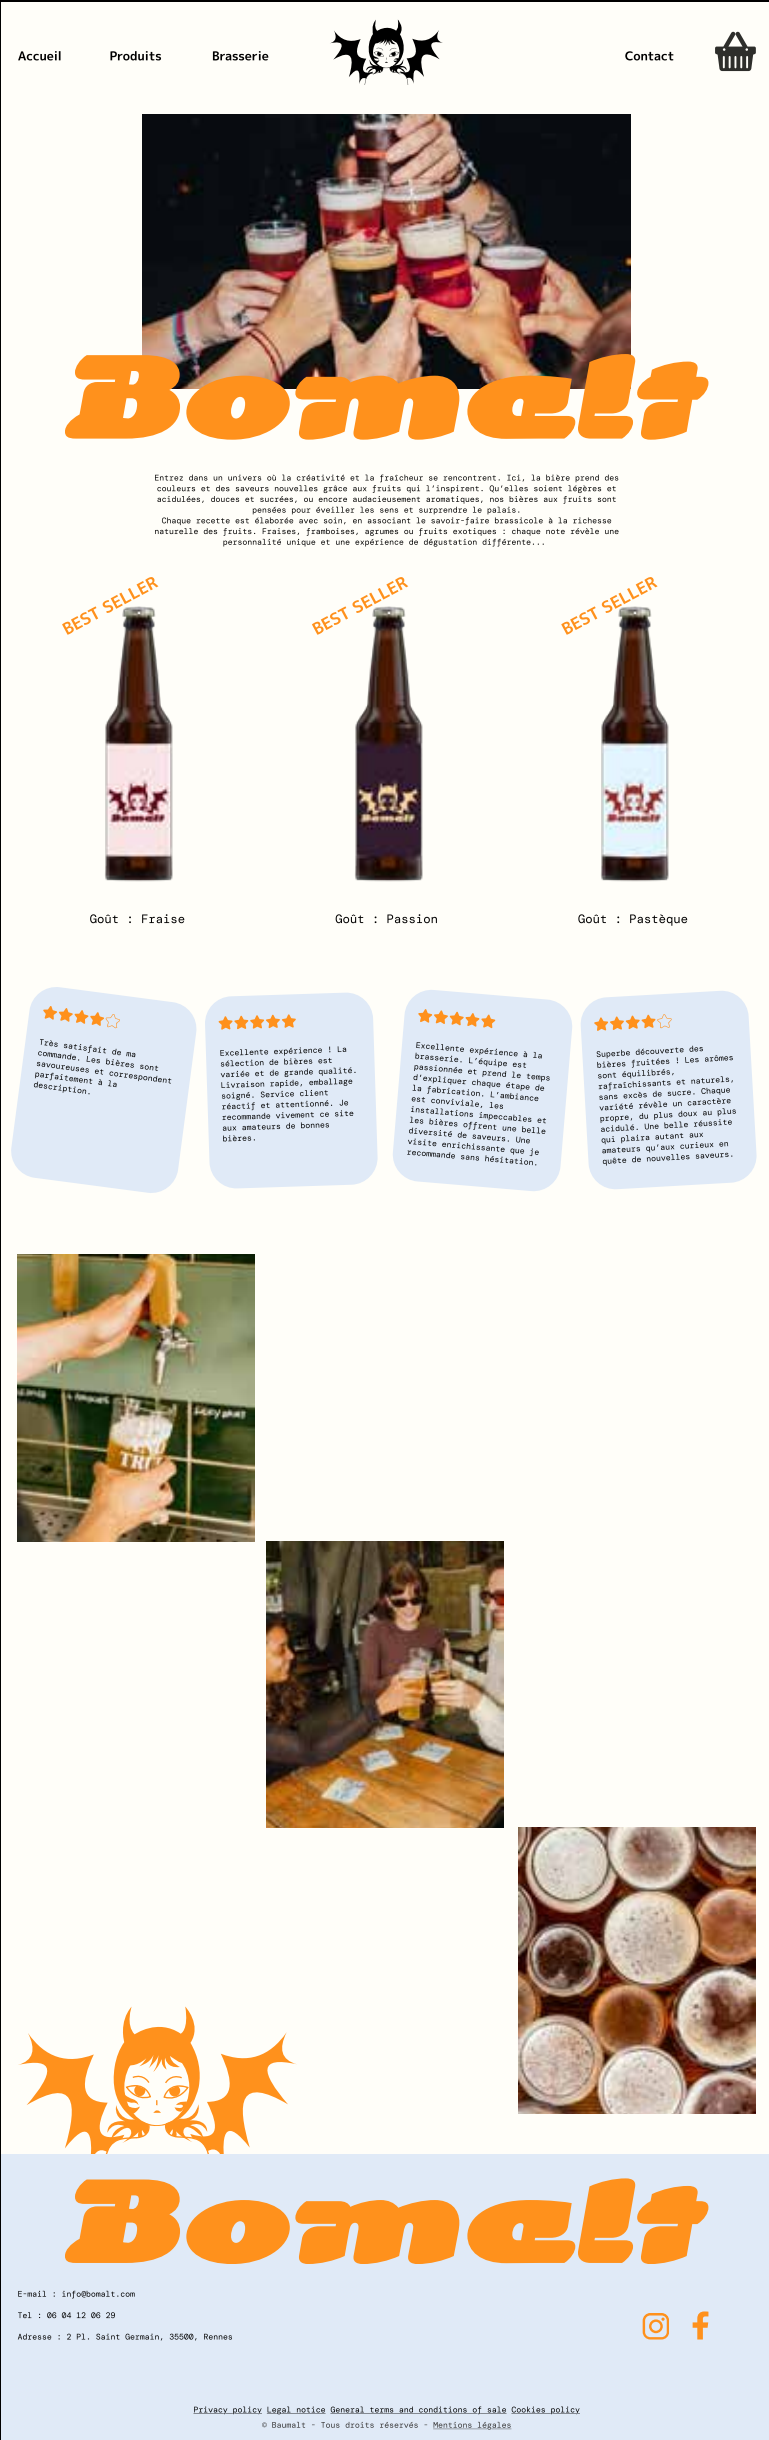 Accueil Produits Brasserie Contact
Bomalt
Entrez dans un univers où la créativité et la fraîcheur se rencontrent. Ici, la bière prend des
couleurs et des saveurs nouvelles grâce aux fruits qui l'inspirent. Qu'elles soient légères et
acidulées, douces et sucrées, ou encore audacieusement aromatiques, nos bières aux fruits sont
pensées pour éveiller les sens et surprendre le palais.
Chaque recette est élaborée avec soin, en associant le savoir-faire brassicole à la richesse
naturelle des fruits. Fraises, framboises, agrumes ou fruits exotiques : chaque note révèle une
personnalité unique et une expérience de dégustation différente...
BEST SELLER
BEST SELLER
BEST SELLER
Bomalt
Bomalt
Bomalt
Goût : Fraise
Goût : Passion
Goût : Pastèque
Très satisfait de ma
commande. Les bières sont
savoureuses et correspondent
parfaitement à la
description.
Excellente expérience ! La
sélection de bières est
variée et de grande qualité.
Livraison rapide, emballage
soigné. Service client
réactif et attentionné. Je
recommande vivement ce site
aux amateurs de bonnes
bières.
Excellente expérience à la
brasserie. L'équipe est
passionnée et prend le temps
d'expliquer chaque étape de
la fabrication. L'ambiance
est conviviale, les
installations impeccables et
les bières offrent une belle
diversité de saveurs. Une
visite enrichissante que je
recommande sans hésitation.
Superbe découverte des
bières fruitées ! Les arômes
sont équilibrés,
rafraîchissants et naturels,
sans excès de sucre. Chaque
variété révèle un caractère
propre, du plus doux au plus
acidulé. Une belle réussite
qui plaira autant aux
amateurs qu'aux curieux en
quête de nouvelles saveurs.
Bomalt
E-mail : info@bomalt.com
Tel : 06 04 12 06 29
Adresse : 2 Pl. Saint Germain, 35500, Rennes
Privacy policy Legal notice General terms and conditions of sale Cookies policy
© Baumalt - Tous droits réservés - Mentions légales